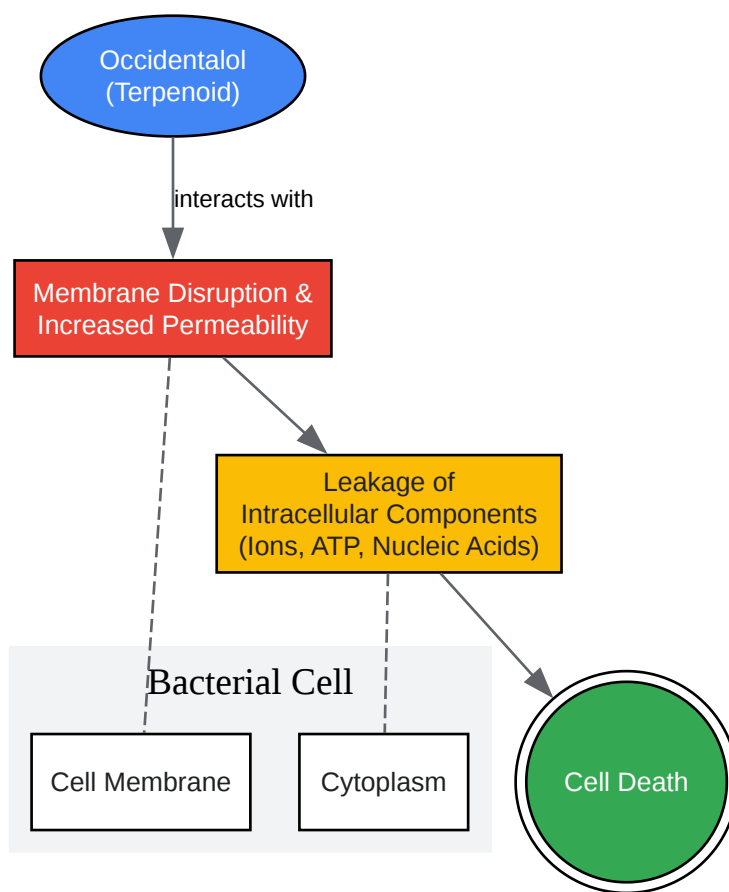 Occidentalol
(Terpenoid)
interacts with
Membrane Disruption &
Increased Permeability
Leakage of
Intracellular Components
(Ions, ATP, Nucleic Acids)
Bacterial Cell
Cell Membrane
Cytoplasm
Cell Death